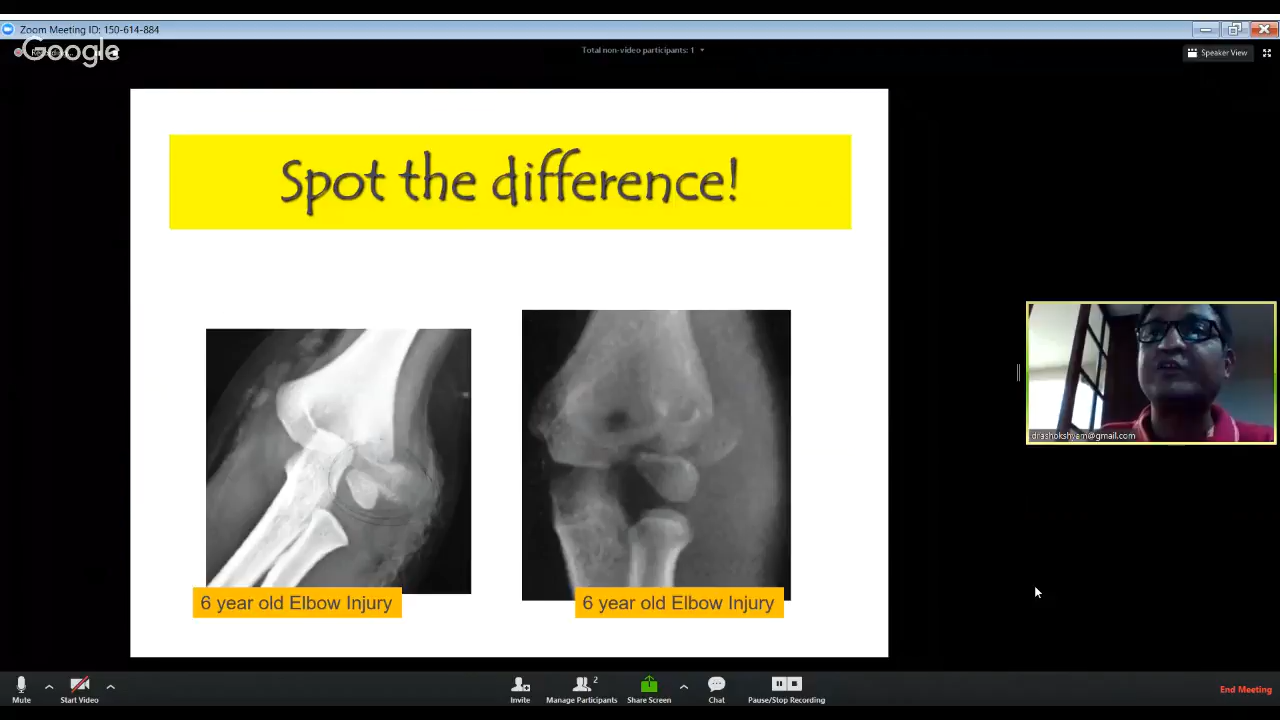 Zoom Meeting ID: 150-614-884
Google
Total non-video participants: 1
Speaker View
Spot the difference!
drashokshyam@gmail.com
6 year old Elbow Injury
6 year old Elbow Injury
2
Mute
Start Video
Invite
Manage Participants
Share Screen
Chat
Pause/Stop Recording
End Meeting